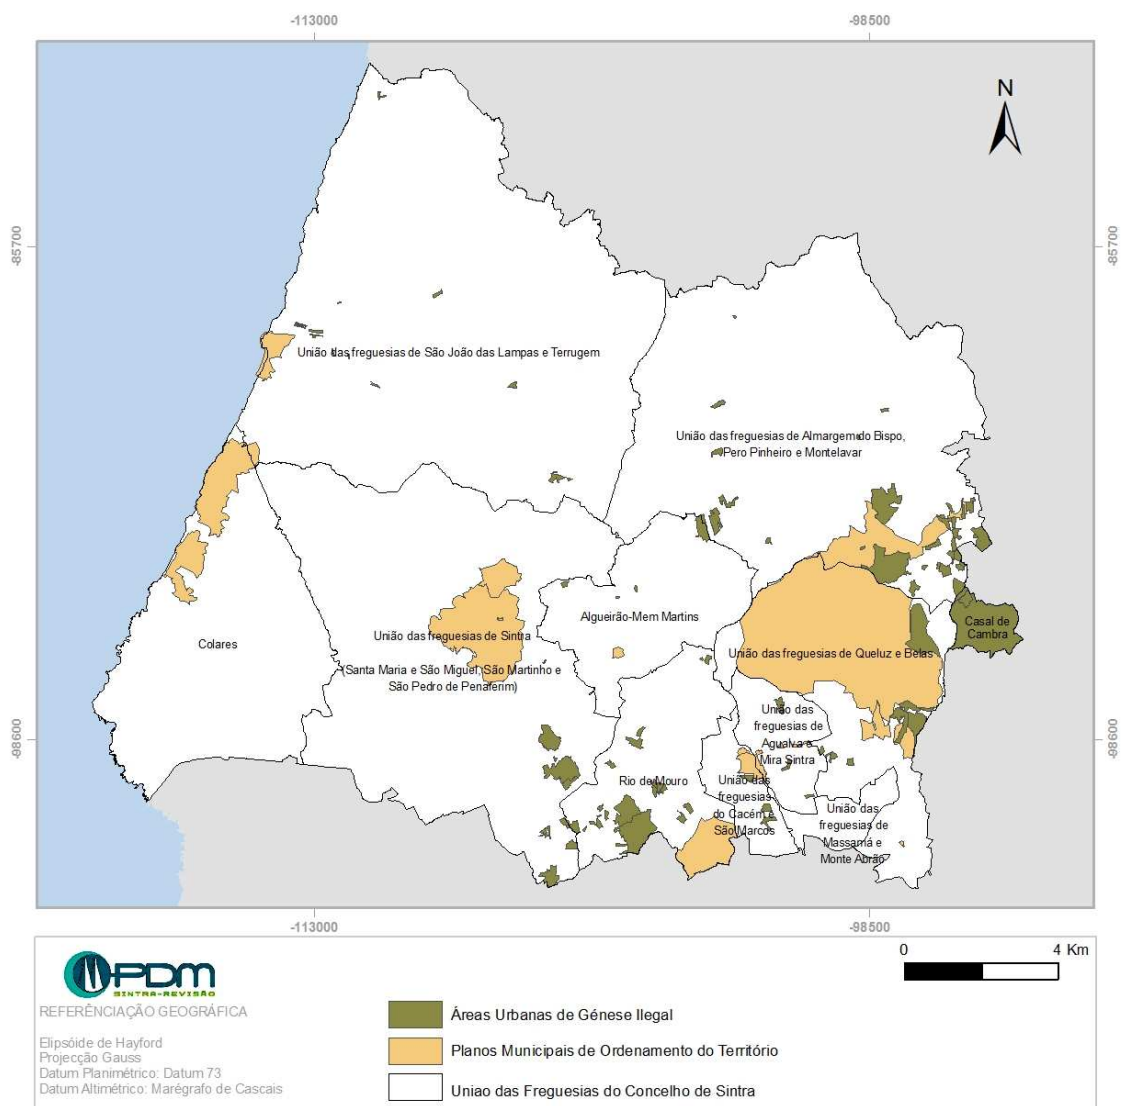 -113000
-98500
N
-85700
-85700
União das freguesias de São João das Lampas e Terrugem
União das freguesias de Almargem do Bispo,
Pero Pinheiro e Montelavar
Algueirão-Mem Martins
Casal de
Cambra
União das freguesias de Sintra
Colares
União das freguesias de Queluz e Belas
(Santa Maria e São Miguel, São Martinho e
São Pedro de Penaferim)
União das
freguesias de
Agualva e
Mira Sintra
-98600
-98600
Rio de Mouro
União das
freguesias
do Cacém e
São Marcos
União das
freguesias de
Massamá e
Monte Abraão
-113000
-98500
PDM
SINTRA-REVISÃO
0 4 Km
REFERÊNCIAÇÃO GEOGRÁFICA
Elipsóide de Hayford
Projecção Gauss
Datum Planimétrico: Datum 73
Datum Altimétrico: Marégrafo de Cascais
Áreas Urbanas de Génese Ilegal
Planos Municipais de Ordenamento do Território
Uniao das Freguesias do Concelho de Sintra